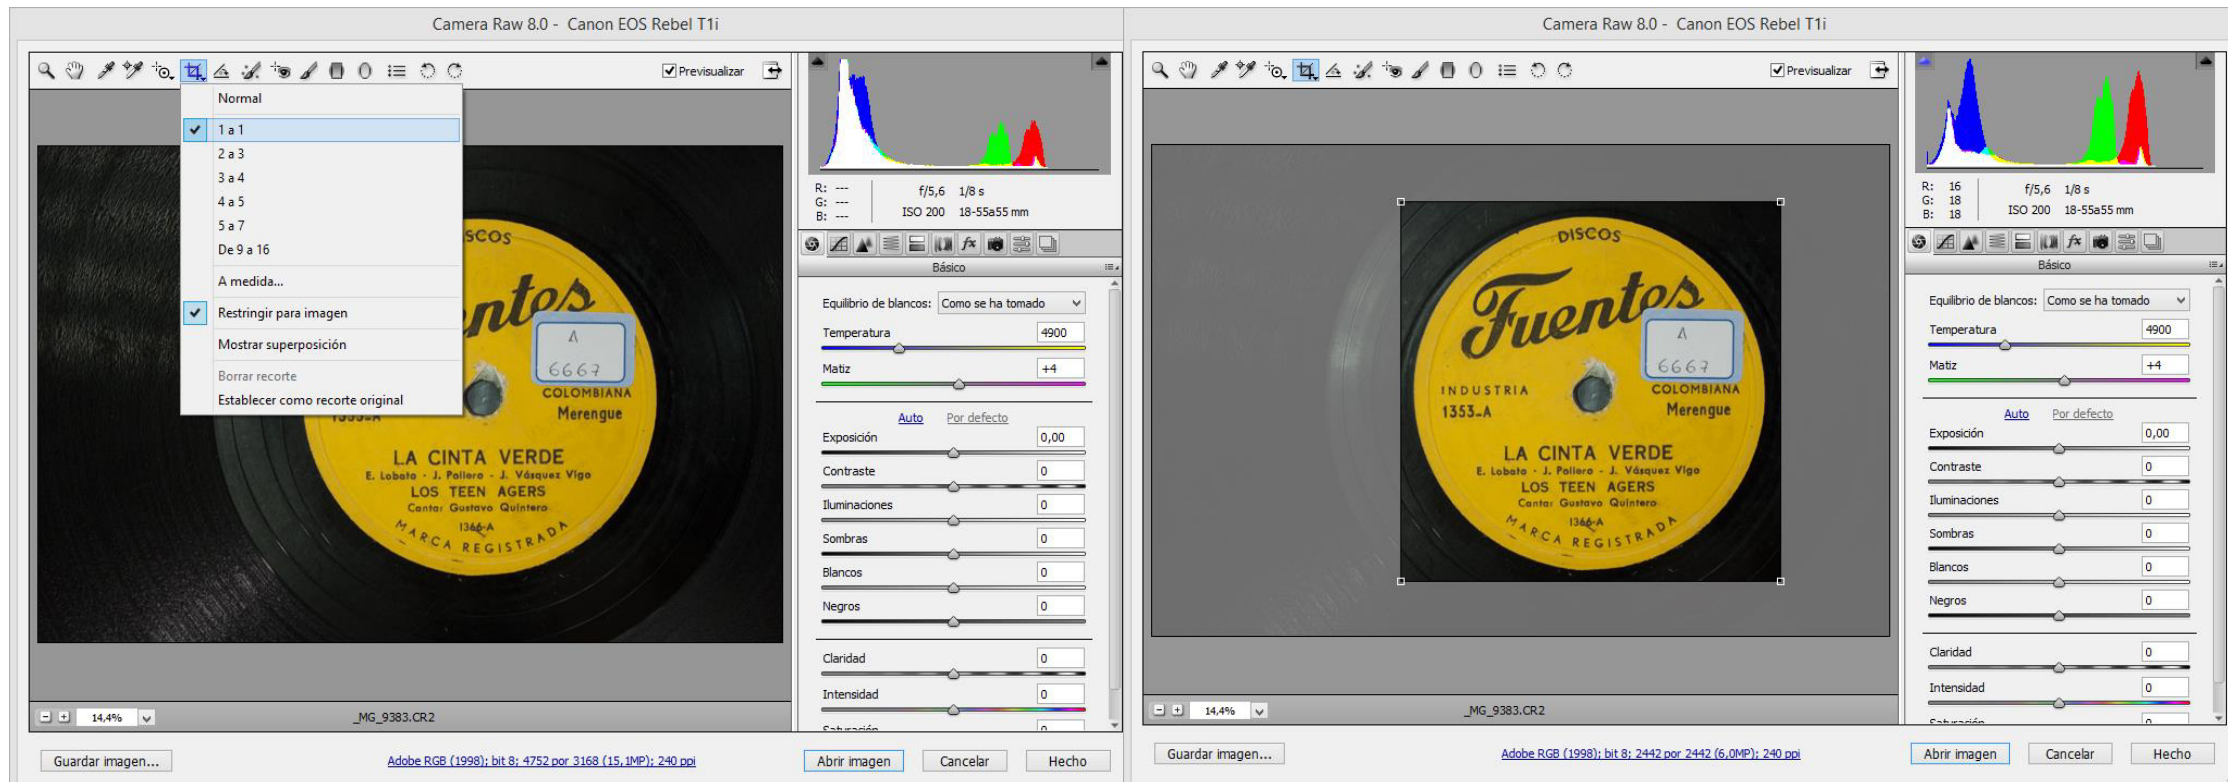 Camera Raw 8.0 - Canon EOS Rebel T1i
Previsualizar
Normal
1 a 1
2 a 3
3 a 4
4 a 5
5 a 7
De 9 a 16
A medida...
Restringir para imagen
Mostrar superposición
Borrar recorte
Establecer como recorte original
SCOS
entos
A
6667
COLOMBIANA
Merengue
1353-A
LA CINTA VERDE
E. Lobato - J. Pollero - J. Vásquez Vigo
LOS TEEN AGERS
Canta: Gustavo Quintero
1366-A
MARCA REGISTRADA
R: ---
G: ---
B: ---
f/5,6 1/8 s
ISO 200 18-55a55 mm
Básico
Equilibrio de blancos: Como se ha tomado
Temperatura 4900
Matiz +4
Auto Por defecto
Exposición 0,00
Contraste 0
Iluminaciones 0
Sombras 0
Blancos 0
Negros 0
Claridad 0
Intensidad 0
Saturación 0
14,4%
_MG_9383.CR2
Guardar imagen...
Adobe RGB (1998); bit 8; 4752 por 3168 (15,1MP); 240 ppi
Abrir imagen Cancelar Hecho
Camera Raw 8.0 - Canon EOS Rebel T1i
Previsualizar
DISCOS
Fuentes
A
6667
INDUSTRIA COLOMBIANA
1353-A Merengue
LA CINTA VERDE
E. Lobato - J. Pollero - J. Vásquez Vigo
LOS TEEN AGERS
Canta: Gustavo Quintero
1366-A
MARCA REGISTRADA
R: 16
G: 18
B: 18
f/5,6 1/8 s
ISO 200 18-55a55 mm
Básico
Equilibrio de blancos: Como se ha tomado
Temperatura 4900
Matiz +4
Auto Por defecto
Exposición 0,00
Contraste 0
Iluminaciones 0
Sombras 0
Blancos 0
Negros 0
Claridad 0
Intensidad 0
Saturación 0
14,4%
_MG_9383.CR2
Guardar imagen...
Adobe RGB (1998); bit 8; 2442 por 2442 (6,0MP); 240 ppi
Abrir imagen Cancelar Hecho